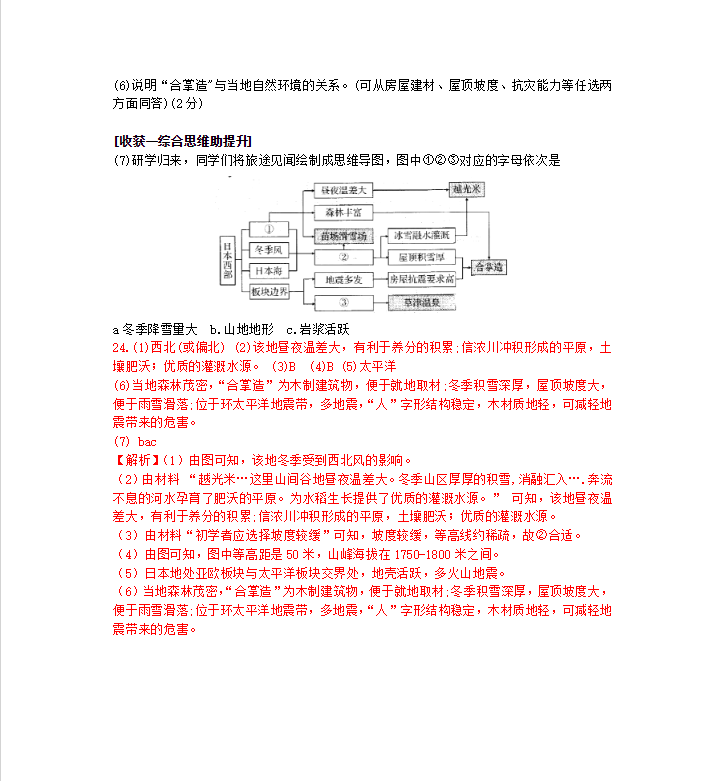 (6)说明“合掌造"与当地自然环境的关系。(可从房屋建材、屋顶坡度、抗灾能力等任选两
方面同答)(2分)
[收获一综合思维助提升]
(7)研学归来，同学们将旅途见闻绘制成思维导图，图中①②③对应的字母依次是
昼夜温差大
越光米
森林丰富
①
苗场滑雪场
冰雪融水灌溉
日本西部
冬季风
②
屋顶积雪厚
日本海
合掌造
地震多发
房屋抗震要求高
板块边界
③
草津温泉
a 冬季降雪量大 b.山地地形 c.岩浆活跃
24.(1)西北(或偏北) (2)该地昼夜温差大，有利于养分的积累;信浓川冲积形成的平原，土
壤肥沃；优质的灌溉水源。 (3)B (4)B (5)太平洋
(6)当地森林茂密,“合掌造”为木制建筑物，便于就地取材;冬季积雪深厚，屋顶坡度大，
便于雨雪滑落;位于环太平洋地震带，多地震，“人”字形结构稳定，木材质地轻，可减轻地
震带来的危害。
(7) bac
【解析】(1）由图可知，该地冬季受到西北风的影响。
（2）由材料 “越光米…这里山间谷地昼夜温差大。冬季山区厚厚的积雪,消融汇入….奔流
不息的河水孕育了肥沃的平原。为水稻生长提供了优质的灌溉水源。” 可知，该地昼夜温
差大，有利于养分的积累;信浓川冲积形成的平原，土壤肥沃；优质的灌溉水源。
（3）由材料“初学者应选择坡度较缓”可知，坡度较缓，等高线约稀疏，故②合适。
（4）由图可知，图中等高距是 50 米，山峰海拔在 1750-1800 米之间。
（5）日本地处亚欧板块与太平洋板块交界处，地壳活跃，多火山地震。
（6）当地森林茂密,“合掌造”为木制建筑物，便于就地取材;冬季积雪深厚，屋顶坡度大，
便于雨雪滑落;位于环太平洋地震带，多地震，“人”字形结构稳定，木材质地轻，可减轻地
震带来的危害。